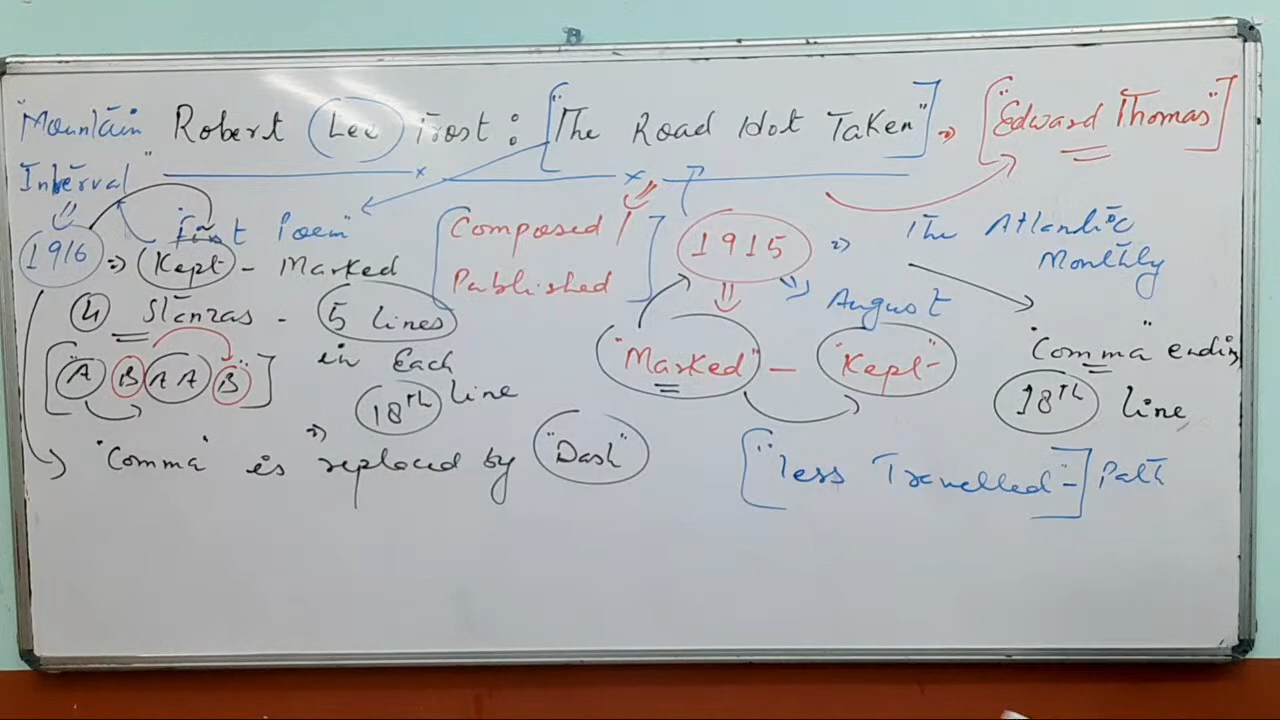 "Mountain Robert Lee Frost: ["The Road Not Taken"] => ["Edward Thomas"]
Interval"
1916 => "First Poem" [Composed / 1915 => The Atlantic
Kept - Marked Published] August Monthly
4 Stanzas - 5 lines "Marked" - "Kept" "Comma" ending
["A B A A B"] in Each 18th line
18th line
"Comma" is replaced by "Dash" ["less Travelled"-] Path